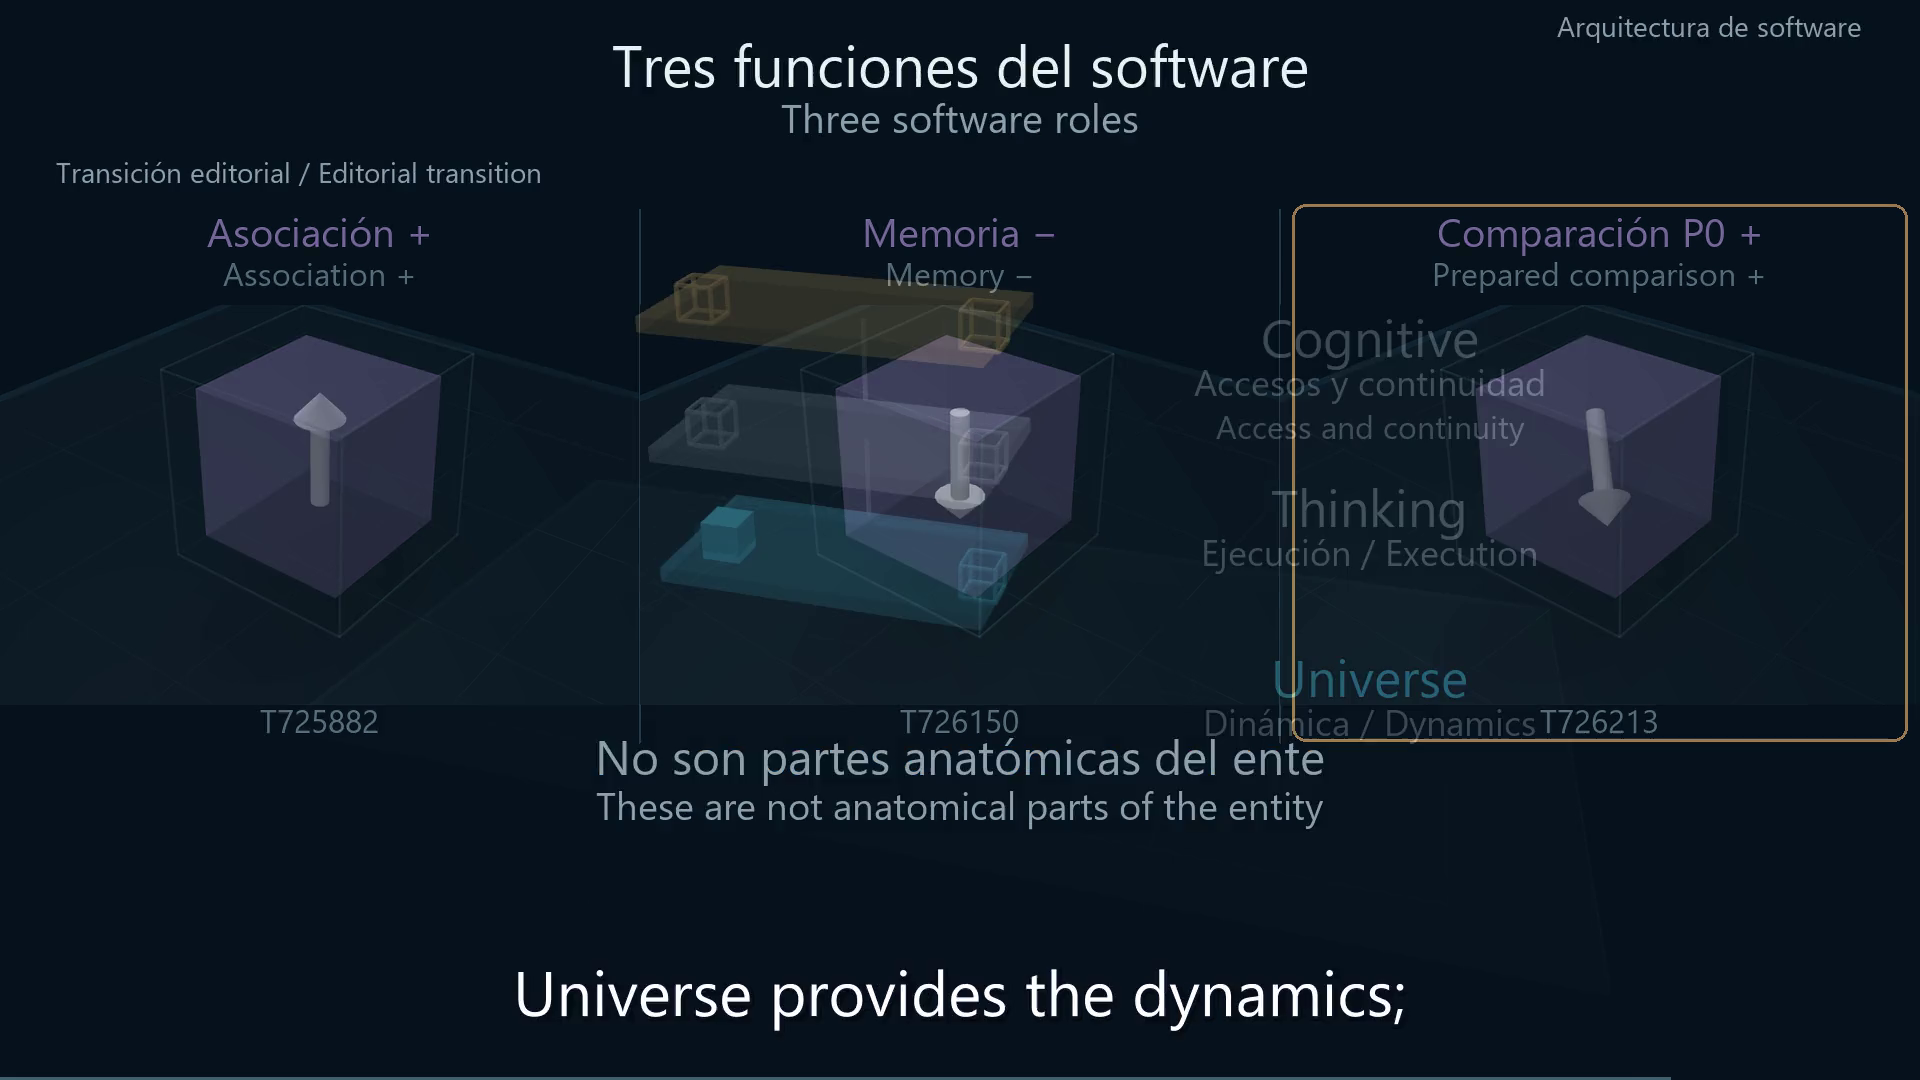 Arquitectura de software
Tres funciones del software
Three software roles
Transición editorial / Editorial transition
Asociación +
Association +
Memoria −
Memory −
Comparación P0 +
Prepared comparison +
Cognitive
Accesos y continuidad
Access and continuity
Thinking
Ejecución / Execution
Universe
Dinámica / Dynamics
T725882
T726150
T726213
No son partes anatómicas del ente
These are not anatomical parts of the entity
Universe provides the dynamics;